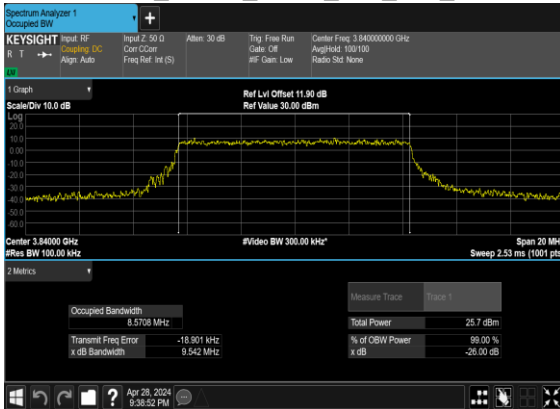 Spectrum Analyzer 1
Occupied BW
KEYSIGHT
R T
LW
Input: RF
Coupling: DC
Align: Auto
Input Z: 50 Ω
Corr CCorr
Freq Ref: Int (S)
Atten: 30 dB
Trig: Free Run
Gate: Off
#IF Gain: Low
Center Freq: 3.840000000 GHz
Avg|Hold: 100/100
Radio Std: None
1 Graph
Scale/Div 10.0 dB
Ref Lvl Offset 11.90 dB
Ref Value 30.00 dBm
Log
20.0
10.0
0.00
-10.0
-20.0
-30.0
-40.0
-50.0
-60.0
Center 3.84000 GHz
#Res BW 100.00 kHz
#Video BW 300.00 kHz*
Span 20 MH
Sweep 2.53 ms (1001 pts
2 Metrics
Measure Trace
Trace 1
Occupied Bandwidth
8.5708 MHz
Total Power
25.7 dBm
Transmit Freq Error
-18.901 kHz
% of OBW Power
99.00 %
x dB Bandwidth
9.542 MHz
x dB
-26.00 dB
?
Apr 28, 2024
9:38:52 PM